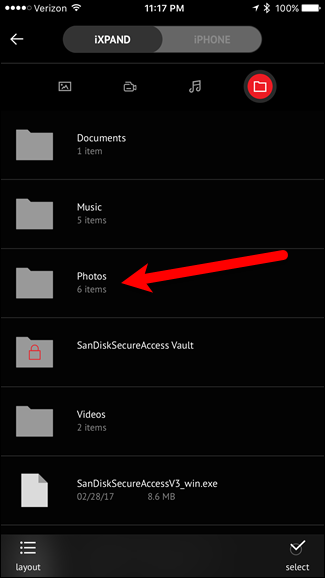 Verizon 11:17 PM 100%
iXPAND iPHONE
Documents
1 item
Music
5 items
Photos
6 items
SanDiskSecureAccess Vault
Videos
2 items
SanDiskSecureAccessV3_win.exe
02/28/17 8.6 MB
layout select